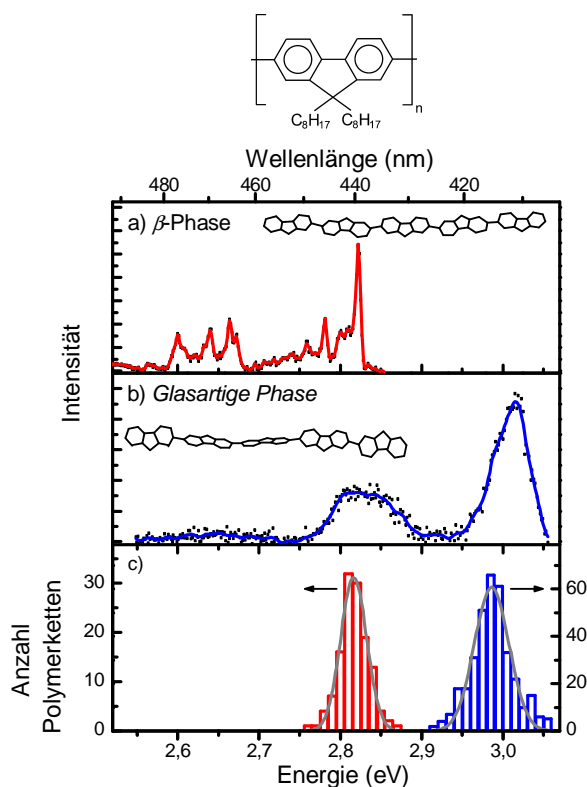 n
C8H17 C8H17
Wellenlänge (nm)
480 460 440 420
a) β-Phase
Intensität
b) Glasartige Phase
c)
30
20
10
0
60
40
20
0
Anzahl
Polymerketten
2,6 2,7 2,8 2,9 3,0
Energie (eV)